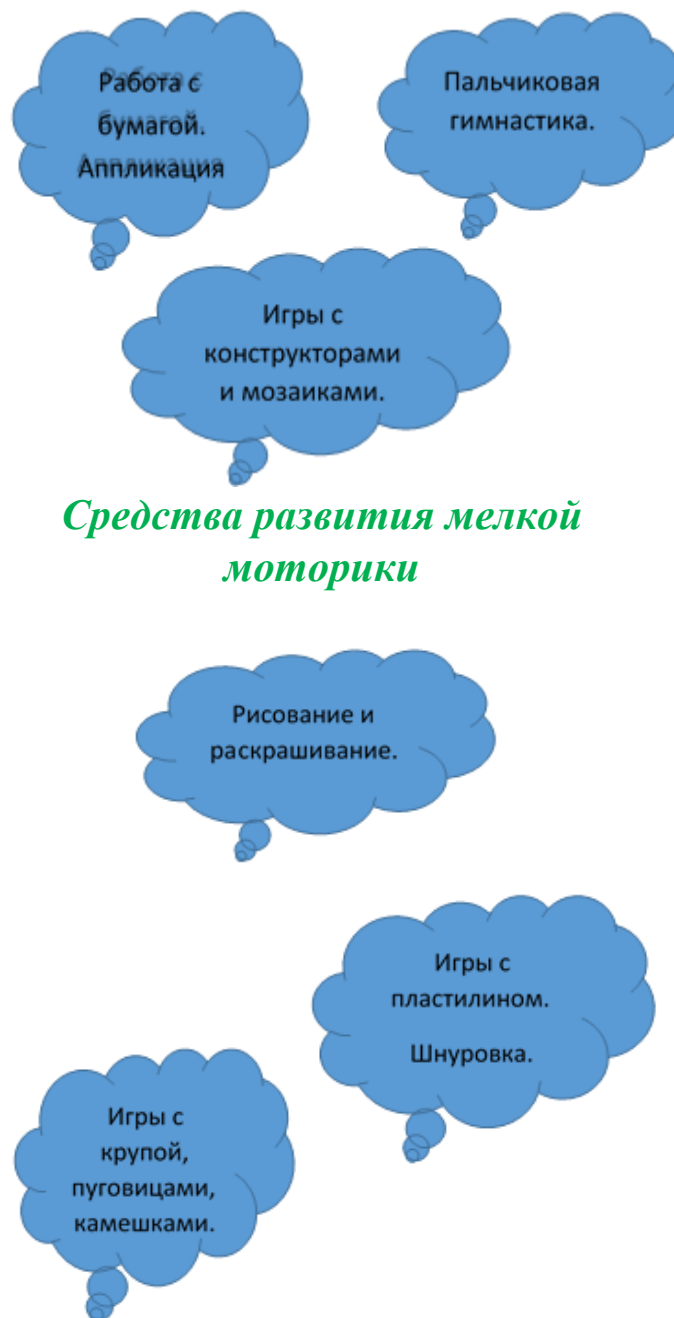 Работа с
бумагой.
Аппликация
Пальчиковая
гимнастика.
Игры с
конструкторами
и мозаиками.
Средства развития мелкой
моторики
Рисование и
раскрашивание.
Игры с
пластилином.
Шнуровка.
Игры с
крупой,
пуговицами,
камешками.